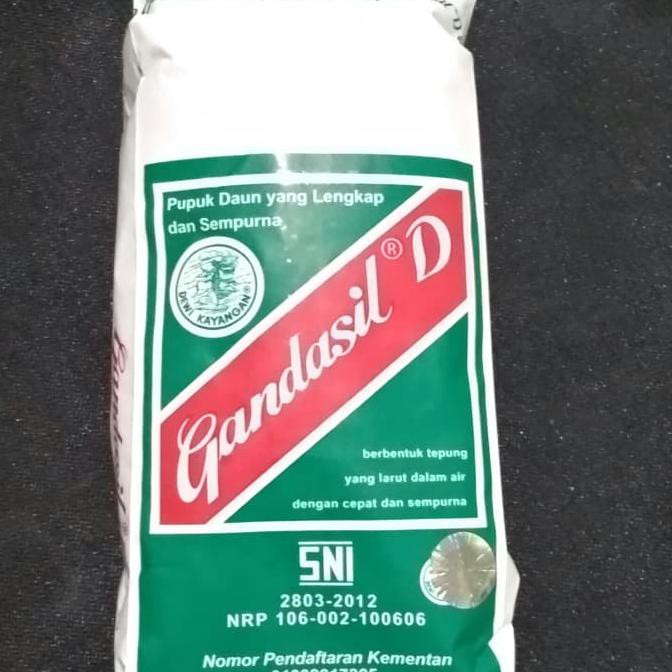 Pupuk Daun yang Lengkap
dan Sempurna
DEWI KAYANGAN®
Gandasil® D
berbentuk tepung
yang larut dalam air
dengan cepat dan sempurna
SNI
2803-2012
NRP 106-002-100606
Nomor Pendaftaran Kementan